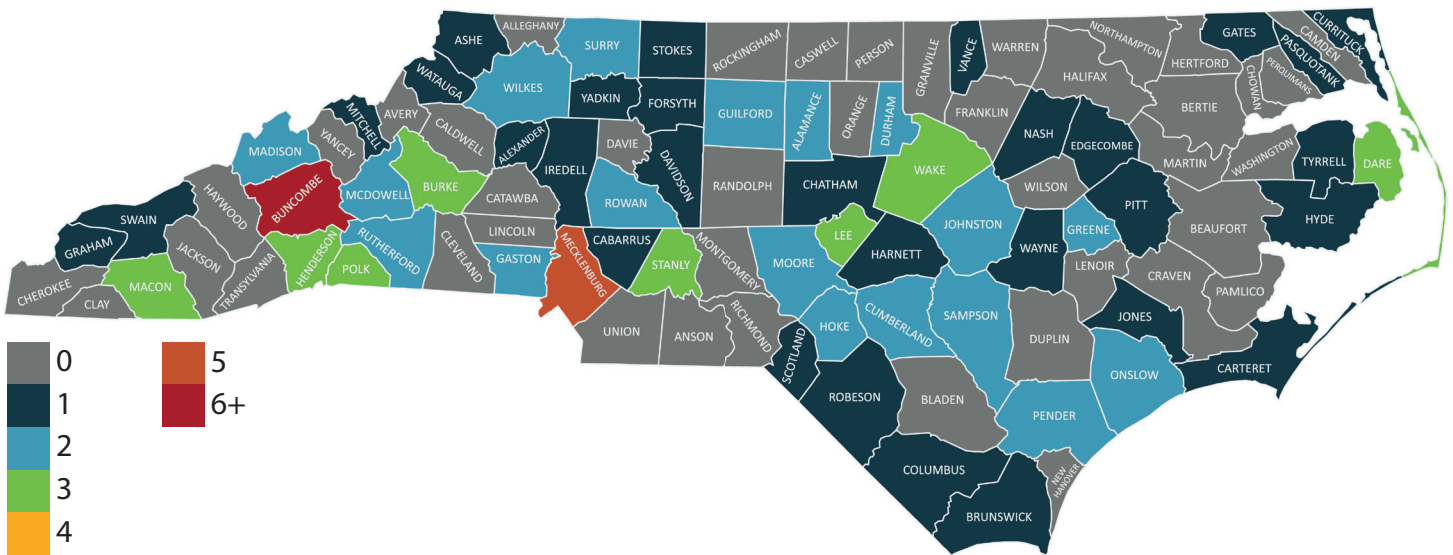 ALLEGHANY
ASHE
SURRY
STOKES
ROCKINGHAM
CASWELL
PERSON
GRANVILLE
VANCE
WARREN
NORTHAMPTON
GATES
CURRITUCK
CAMDEN
PASQUOTANK
PERQUIMANS
CHOWAN
HERTFORD
HALIFAX
BERTIE
WATAUGA
WILKES
YADKIN
FORSYTH
GUILFORD
ALAMANCE
ORANGE
DURHAM
FRANKLIN
NASH
EDGECOMBE
MARTIN
WASHINGTON
TYRRELL
DARE
MITCHELL
AVERY
YANCEY
CALDWELL
ALEXANDER
IREDELL
DAVIE
DAVIDSON
MADISON
BUNCOMBE
MCDOWELL
BURKE
CATAWBA
ROWAN
RANDOLPH
CHATHAM
WAKE
WILSON
PITT
HYDE
HAYWOOD
SWAIN
GRAHAM
JACKSON
TRANSYLVANIA
HENDERSON
POLK
RUTHERFORD
CLEVELAND
LINCOLN
GASTON
MECKLENBURG
CABARRUS
STANLY
MONTGOMERY
MOORE
LEE
HARNETT
JOHNSTON
WAYNE
GREENE
LENOIR
BEAUFORT
CRAVEN
PAMLICO
CHEROKEE
CLAY
MACON
UNION
ANSON
RICHMOND
HOKE
CUMBERLAND
SAMPSON
DUPLIN
JONES
CARTERET
SCOTLAND
ROBESON
BLADEN
PENDER
ONSLOW
COLUMBUS
BRUNSWICK
NEW
HANOVER
0
1
2
3
4
5
6+